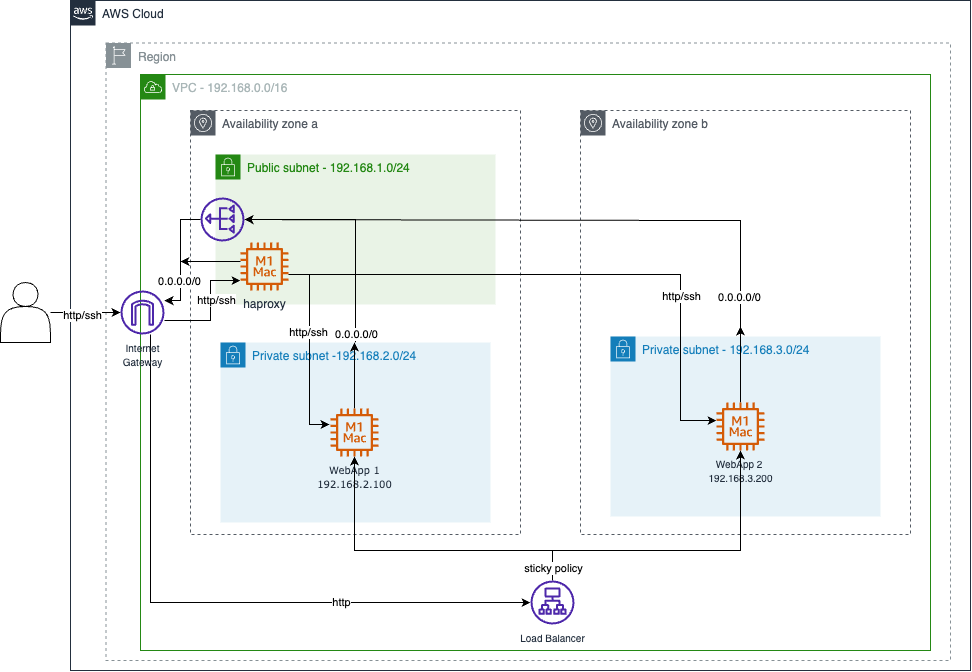 aws
AWS Cloud
Region
VPC - 192.168.0.0/16
Availability zone a
Availability zone b
Public subnet - 192.168.1.0/24
M1
Mac
0.0.0.0/0
http/ssh
haproxy
http/ssh
Internet
Gateway
http/ssh
0.0.0.0/0
http/ssh
0.0.0.0/0
Private subnet -192.168.2.0/24
Private subnet - 192.168.3.0/24
M1
Mac
WebApp 1
192.168.2.100
M1
Mac
WebApp 2
192.168.3.200
sticky policy
http
Load Balancer